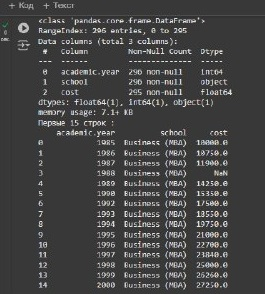 + Код + Текст
<class 'pandas.core.frame.DataFrame'>
RangeIndex: 296 entries, 0 to 295
Data columns (total 3 columns):
# Column Non-Null Count Dtype
--- ------ -------------- -----
0 academic.year 296 non-null int64
1 school 296 non-null object
2 cost 295 non-null float64
dtypes: float64(1), int64(1), object(1)
memory usage: 7.1+ KB
Первые 15 строк :
academic.year school cost
0 1985 Business (MBA) 10000.0
1 1986 Business (MBA) 10750.0
2 1987 Business (MBA) 11900.0
3 1988 Business (MBA) NaN
4 1989 Business (MBA) 14250.0
5 1990 Business (MBA) 15350.0
6 1992 Business (MBA) 17500.0
7 1993 Business (MBA) 18550.0
8 1994 Business (MBA) 19750.0
9 1995 Business (MBA) 21000.0
10 1996 Business (MBA) 22700.0
11 1997 Business (MBA) 23840.0
12 1998 Business (MBA) 25000.0
13 1999 Business (MBA) 26260.0
14 2000 Business (MBA) 27250.0